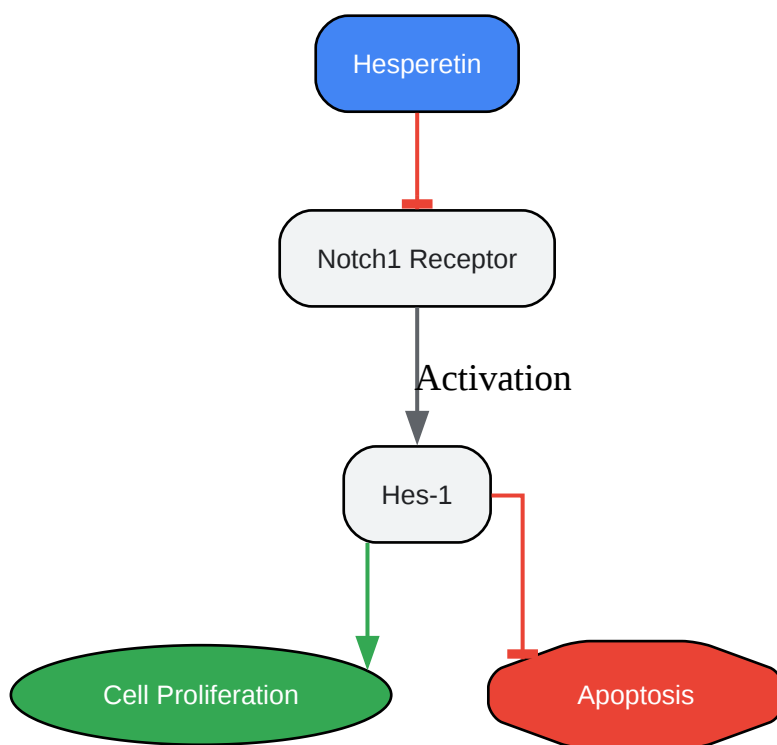 Hesperetin
Notch1 Receptor
Activation
Hes-1
Cell Proliferation
Apoptosis